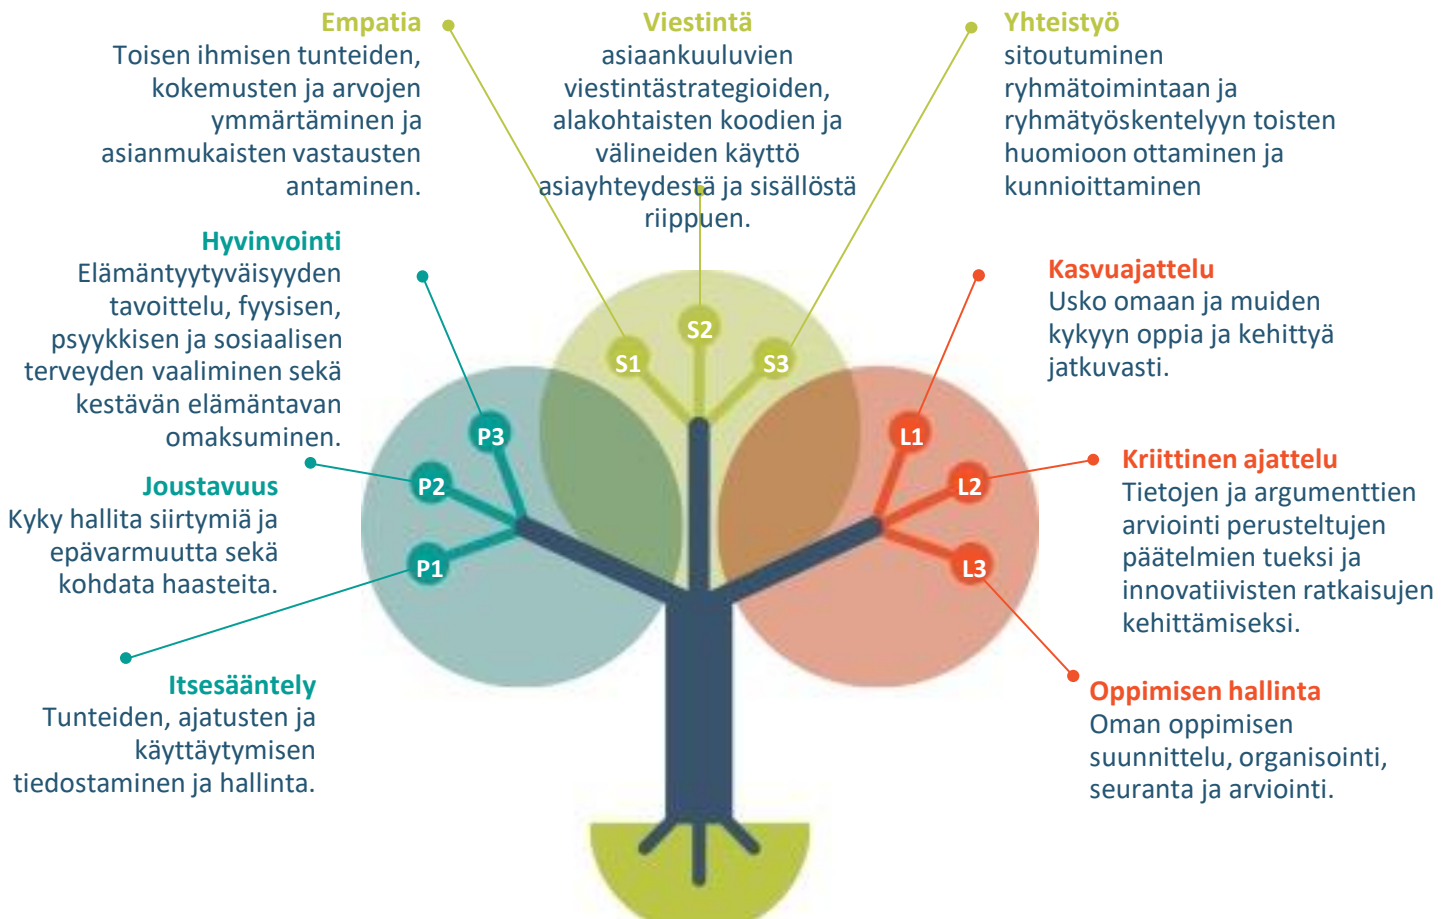 Empatia
Toisen ihmisen tunteiden,
kokemusten ja arvojen
ymmärtäminen ja
asianmukaisten vastausten
antaminen.
Viestintä
asiaankuuluvien
viestintästrategioiden,
alakohtaisten koodien ja
välineiden käyttö
asiayhteydestä ja sisällöstä
riippuen.
Yhteistyö
sitoutuminen
ryhmätoimintaan ja
ryhmätyöskentelyyn toisten
huomioon ottaminen ja
kunnioittaminen
Hyvinvointi
Elämäntyytyväisyyden
tavoittelu, fyysisen,
psyykkisen ja sosiaalisen
terveyden vaaliminen sekä
kestävän elämäntavan
omaksuminen.
Joustavuus
Kyky hallita siirtymiä ja
epävarmuutta sekä
kohdata haasteita.
Itsesääntely
Tunteiden, ajatusten ja
käyttäytymisen
tiedostaminen ja hallinta.
P1
P2
P3
S1
S2
S3
L1
L2
L3
Kasvuajattelu
Usko omaan ja muiden
kykyyn oppia ja kehittyä
jatkuvasti.
Kriittinen ajattelu
Tietojen ja argumenttien
arviointi perusteltujen
päätelmien tueksi ja
innovatiivisten ratkaisujen
kehittämiseksi.
Oppimisen hallinta
Oman oppimisen
suunnittelu, organisointi,
seuranta ja arviointi.